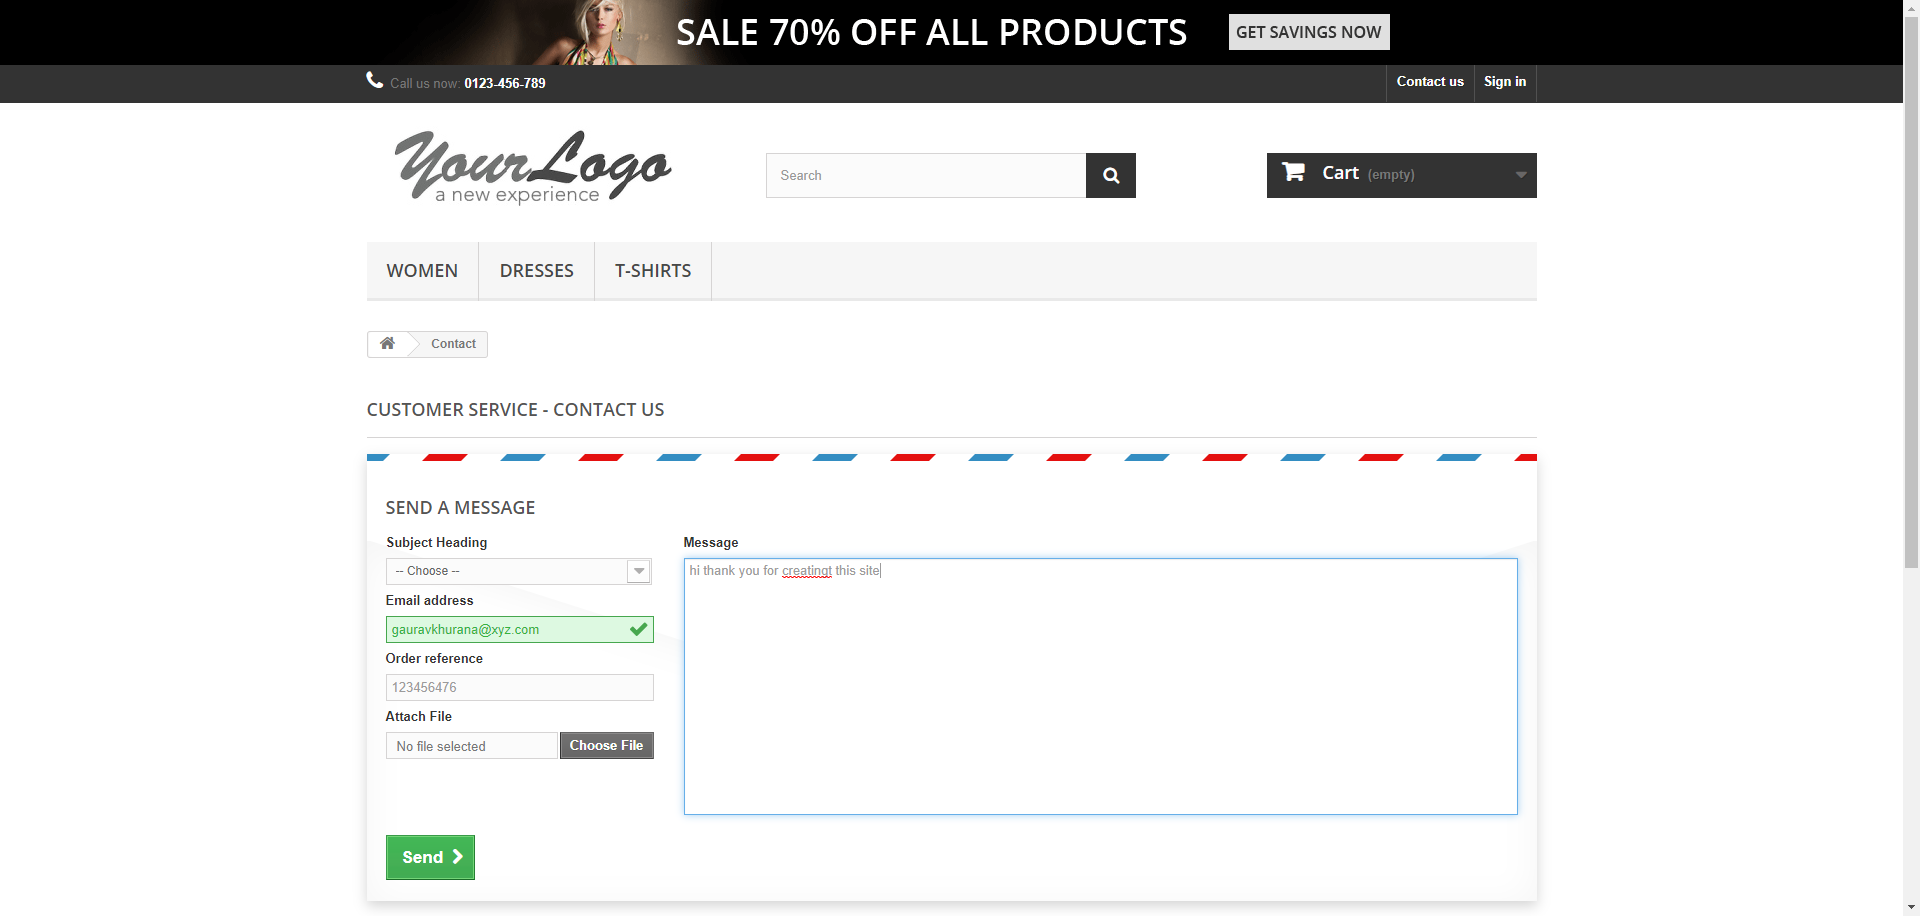 SALE 70% OFF ALL PRODUCTS GET SAVINGS NOW
Call us now: 0123-456-789 Contact us Sign in
YourLogo
a new experience
Search
Cart (empty)
WOMEN DRESSES T-SHIRTS
Contact
CUSTOMER SERVICE - CONTACT US
SEND A MESSAGE
Subject Heading
-- Choose --
Email address
gauravkhurana@xyz.com
Order reference
123456476
Attach File
No file selected Choose File
Message
hi thank you for creatingt this site
Send